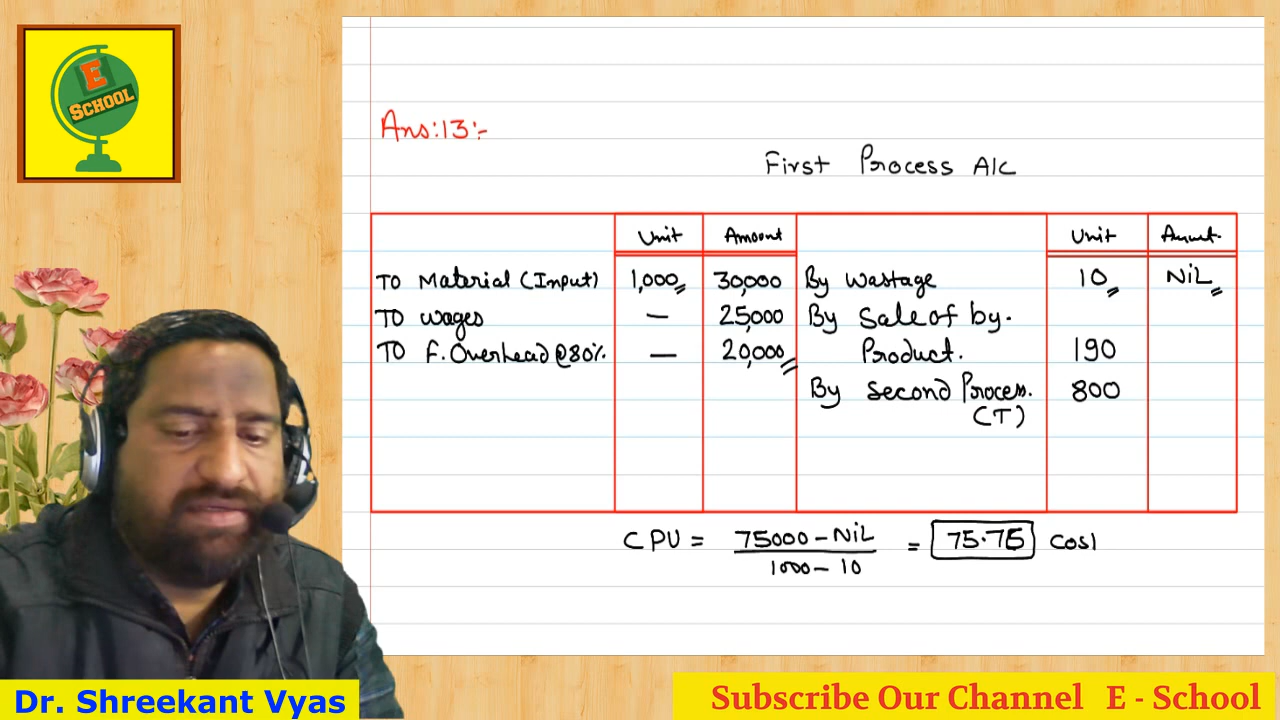 E
SCHOOL
Ans:13:-
First Process A/C
Unit Amount Unit Amunt
To Material (Input) 1,000 30,000 By Wastage 10 NiL
To wages — 25,000 By Sale of by-
To F. Overhead @80% — 20,000 Product. 190
By Second Process. 800
(T)
CPU = 75000 - NiL / 1000 - 10 = 75.75 Cost
Dr. Shreekant Vyas
Subscribe Our Channel E - School